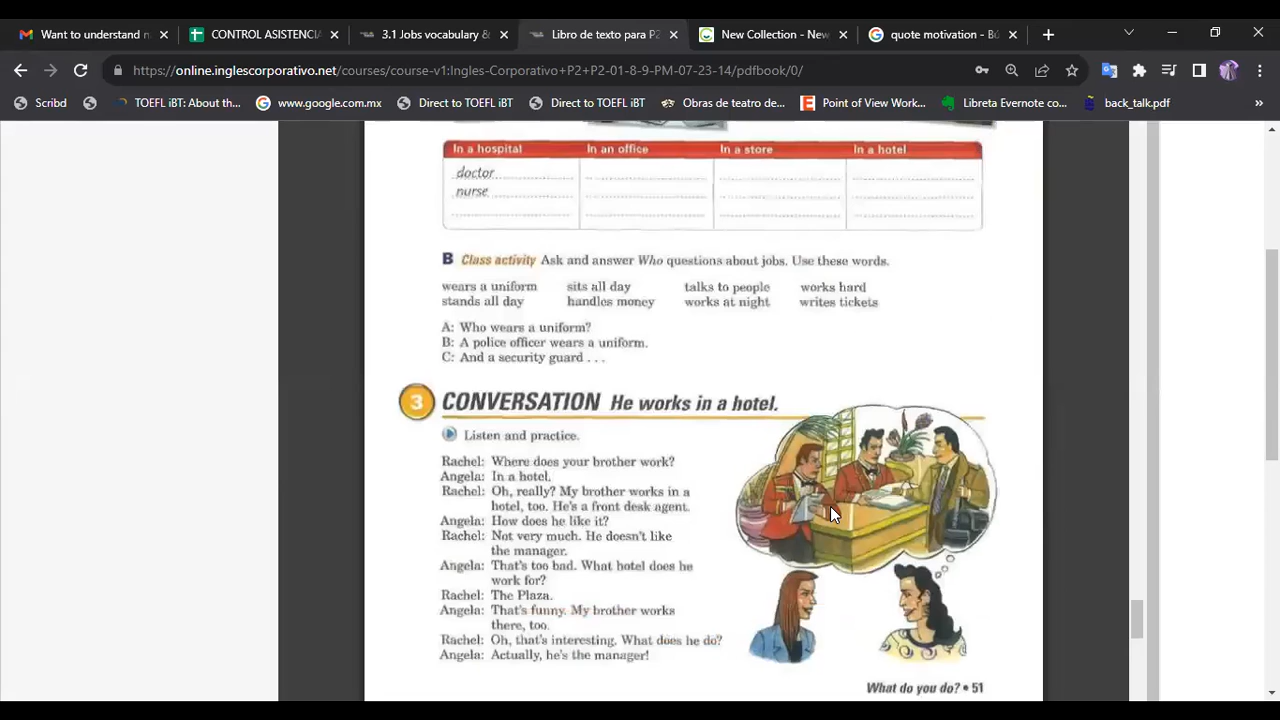 Want to understand n
CONTROL ASISTENCIA
3.1 Jobs vocabulary &
Libro de texto para P2
New Collection - New
quote motivation - Bú
https://online.inglescorporativo.net/courses/course-v1:Ingles-Corporativo+P2+P2-01-8-9-PM-07-23-14/pdfbook/0/
Scribd
TOEFL iBT: About th...
www.google.com.mx
Direct to TOEFL iBT
Direct to TOEFL iBT
Obras de teatro de...
Point of View Work...
Libreta Evernote co...
back_talk.pdf
»
In a hospital In an office In a store In a hotel
doctor
nurse
B Class activity Ask and answer Who questions about jobs. Use these words.
wears a uniform sits all day talks to people works hard
stands all day handles money works at night writes tickets
A: Who wears a uniform?
B: A police officer wears a uniform.
C: And a security guard . . .
3 CONVERSATION He works in a hotel.
Listen and practice.
Rachel: Where does your brother work?
Angela: In a hotel.
Rachel: Oh, really? My brother works in a
hotel, too. He's a front desk agent.
Angela: How does he like it?
Rachel: Not very much. He doesn't like
the manager.
Angela: That's too bad. What hotel does he
work for?
Rachel: The Plaza.
Angela: That's funny. My brother works
there, too.
Rachel: Oh, that's interesting. What does he do?
Angela: Actually, he's the manager!
What do you do? • 51